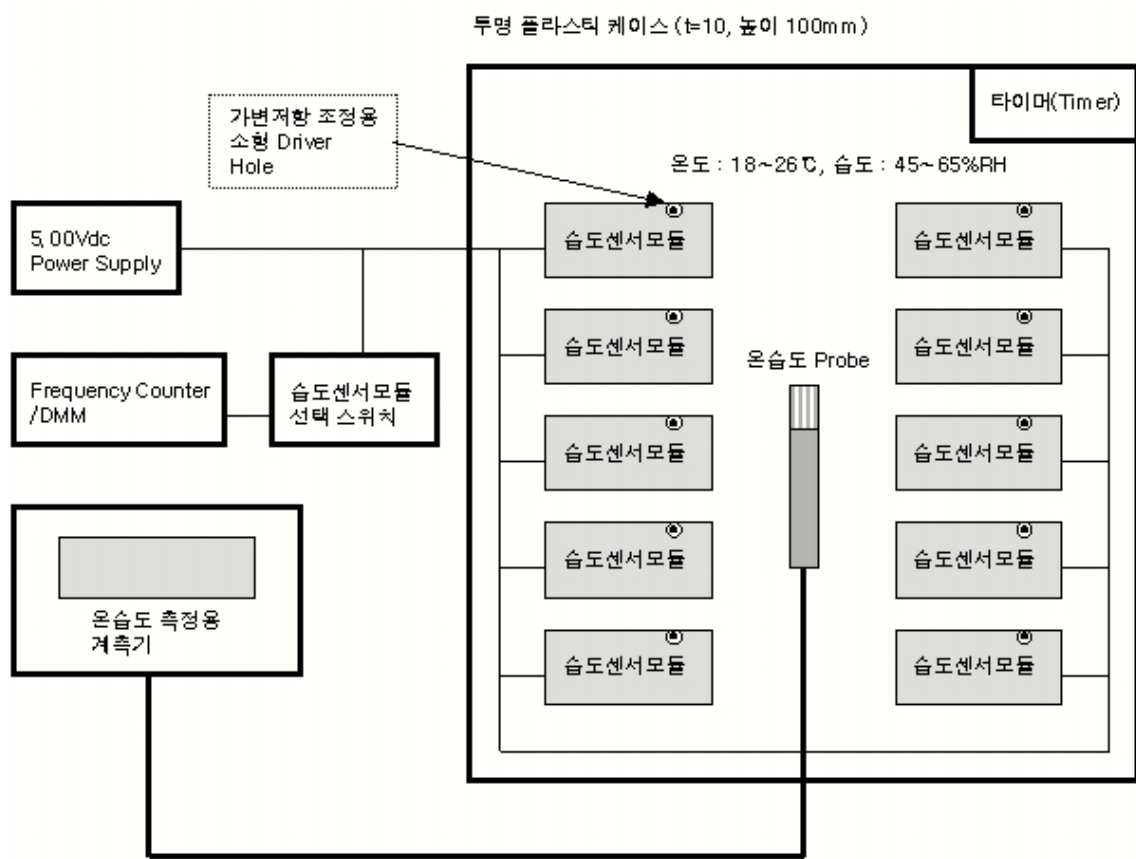 투명 플라스틱 케이스 (t=10, 높이 100mm)
타이머(Timer)
가변저항 조정용
소형 Driver
Hole
온도 : 18~26℃, 습도 : 45~65%RH
5,00Vdc
Power Supply
습도센서모듈
습도센서모듈
습도센서모듈
습도센서모듈
온습도 Probe
Frequency Counter
/DMM
습도센서모듈
선택 스위치
습도센서모듈
습도센서모듈
습도센서모듈
습도센서모듈
온습도 측정용
계측기
습도센서모듈
습도센서모듈